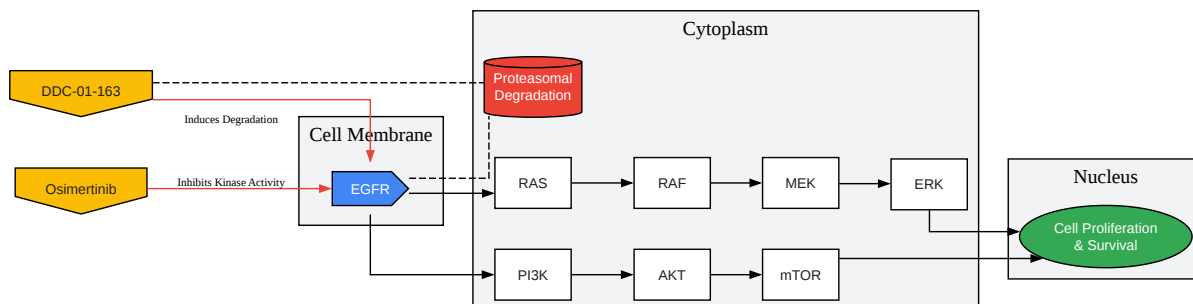 Cytoplasm
DDC-01-163
Proteasomal
Degradation
Induces Degradation
Cell Membrane
Osimertinib
Inhibits Kinase Activity
EGFR
RAS
RAF
MEK
ERK
Nucleus
Cell Proliferation
& Survival
PI3K
AKT
mTOR